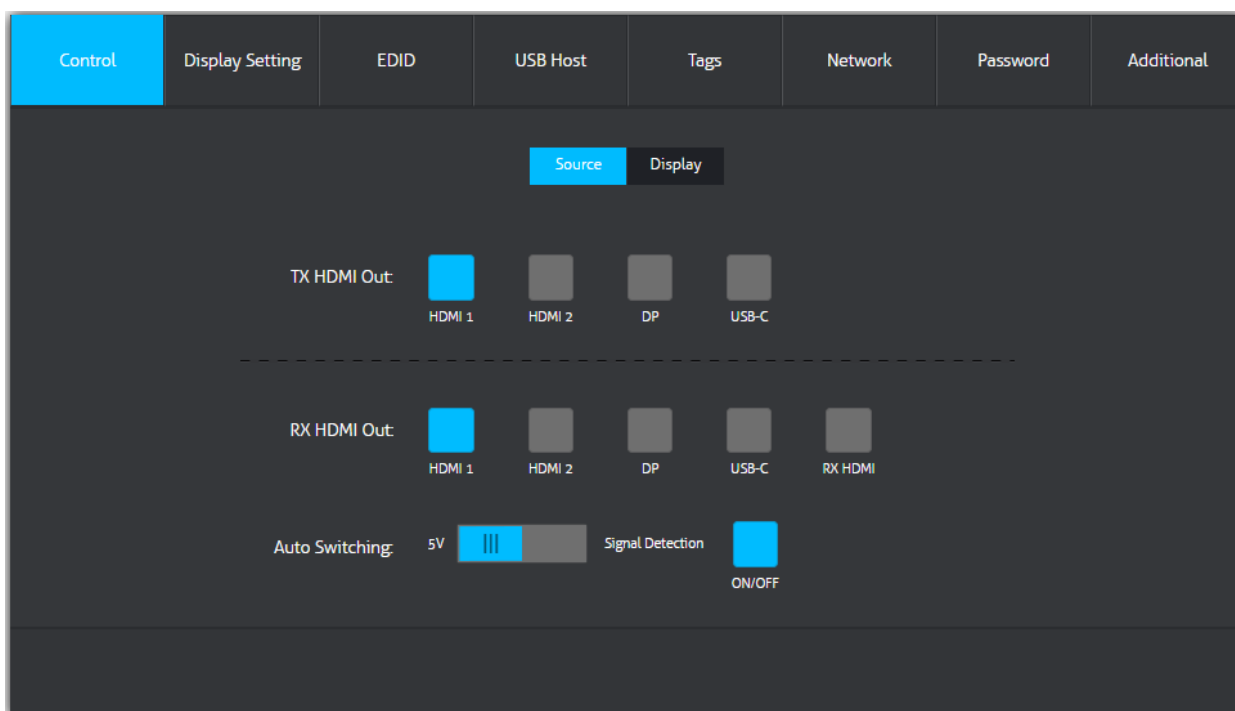 Control Display Setting EDID USB Host Tags Network Password Additional
Source Display
TX HDMI Out:
HDMI 1 HDMI 2 DP USB-C
RX HDMI Out:
HDMI 1 HDMI 2 DP USB-C RX HDMI
Auto Switching: 5V Signal Detection
ON/OFF